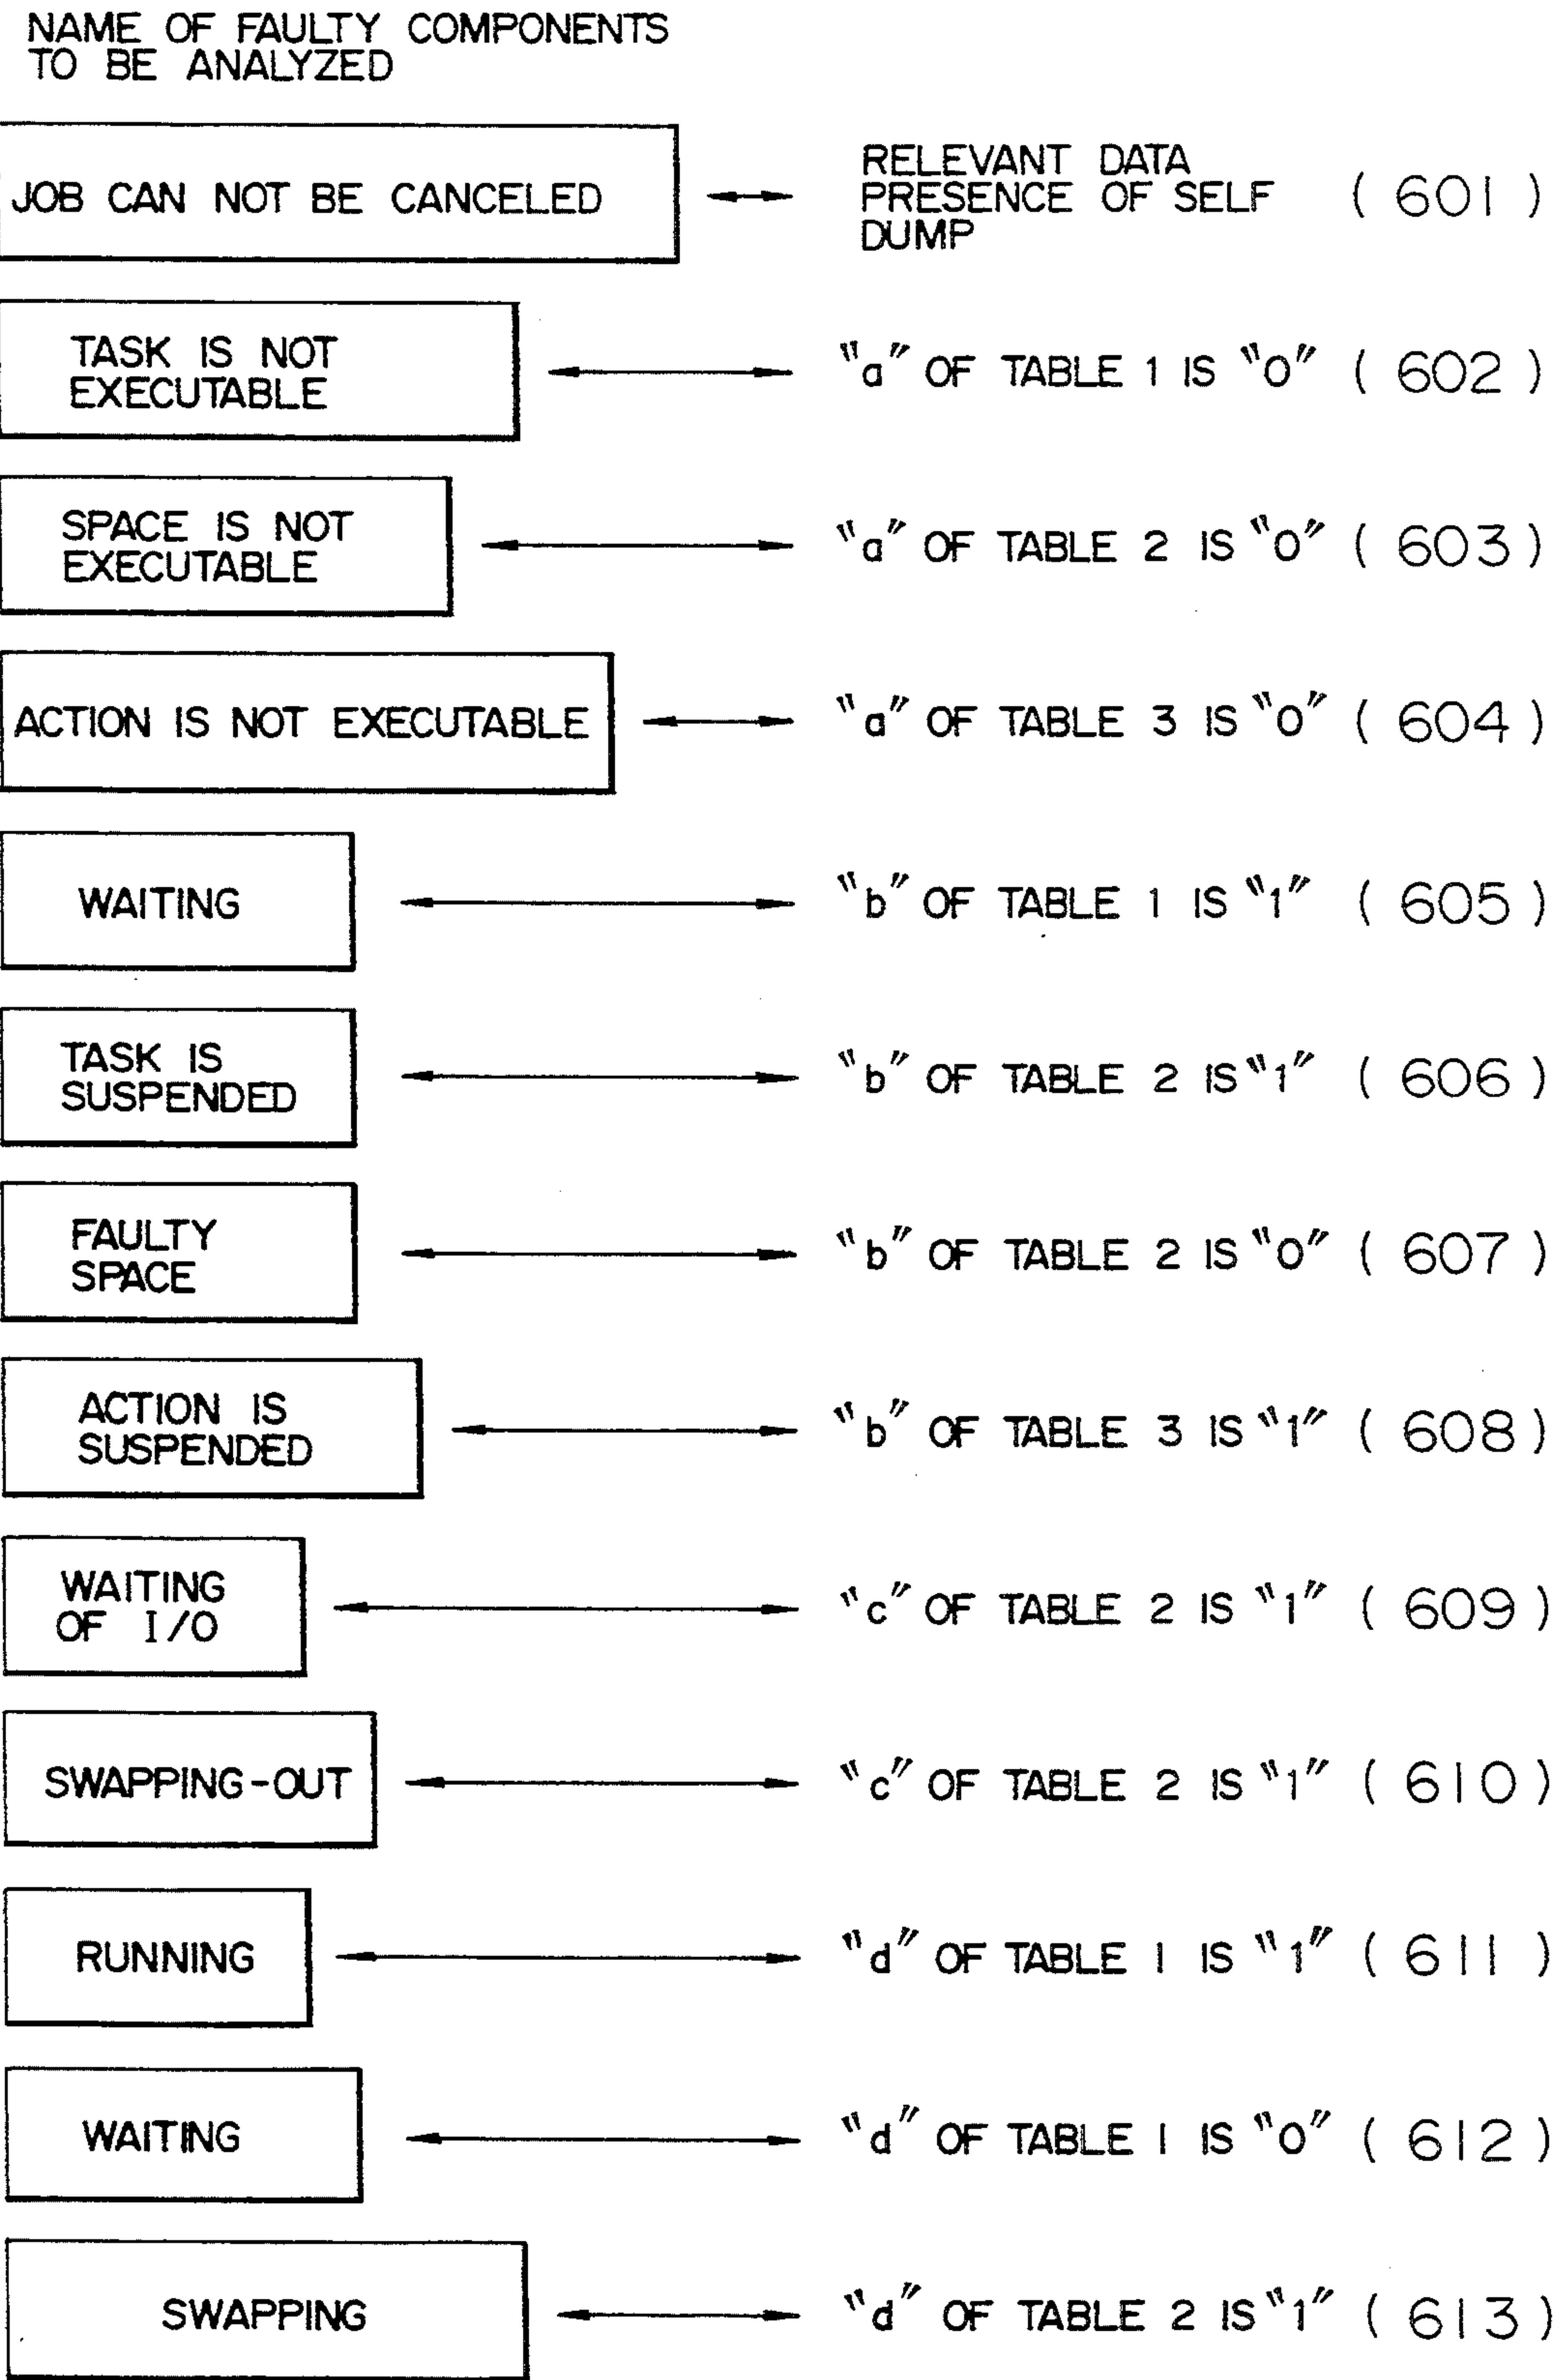 NAME OF FAULTY COMPONENTS
TO BE ANALYZED
JOB CAN NOT BE CANCELED
RELEVANT DATA
PRESENCE OF SELF
DUMP
(601)
TASK IS NOT
EXECUTABLE
"a" OF TABLE 1 IS "0" (602)
SPACE IS NOT
EXECUTABLE
"a" OF TABLE 2 IS "0" (603)
ACTION IS NOT EXECUTABLE
"a" OF TABLE 3 IS "0" (604)
WAITING
"b" OF TABLE 1 IS "1" (605)
TASK IS
SUSPENDED
"b" OF TABLE 2 IS "1" (606)
FAULTY
SPACE
"b" OF TABLE 2 IS "0" (607)
ACTION IS
SUSPENDED
"b" OF TABLE 3 IS "1" (608)
WAITING
OF I/O
"c" OF TABLE 2 IS "1" (609)
SWAPPING-OUT
"c" OF TABLE 2 IS "1" (610)
RUNNING
"d" OF TABLE 1 IS "1" (611)
WAITING
"d" OF TABLE 1 IS "0" (612)
SWAPPING
"d" OF TABLE 2 IS "1" (613)